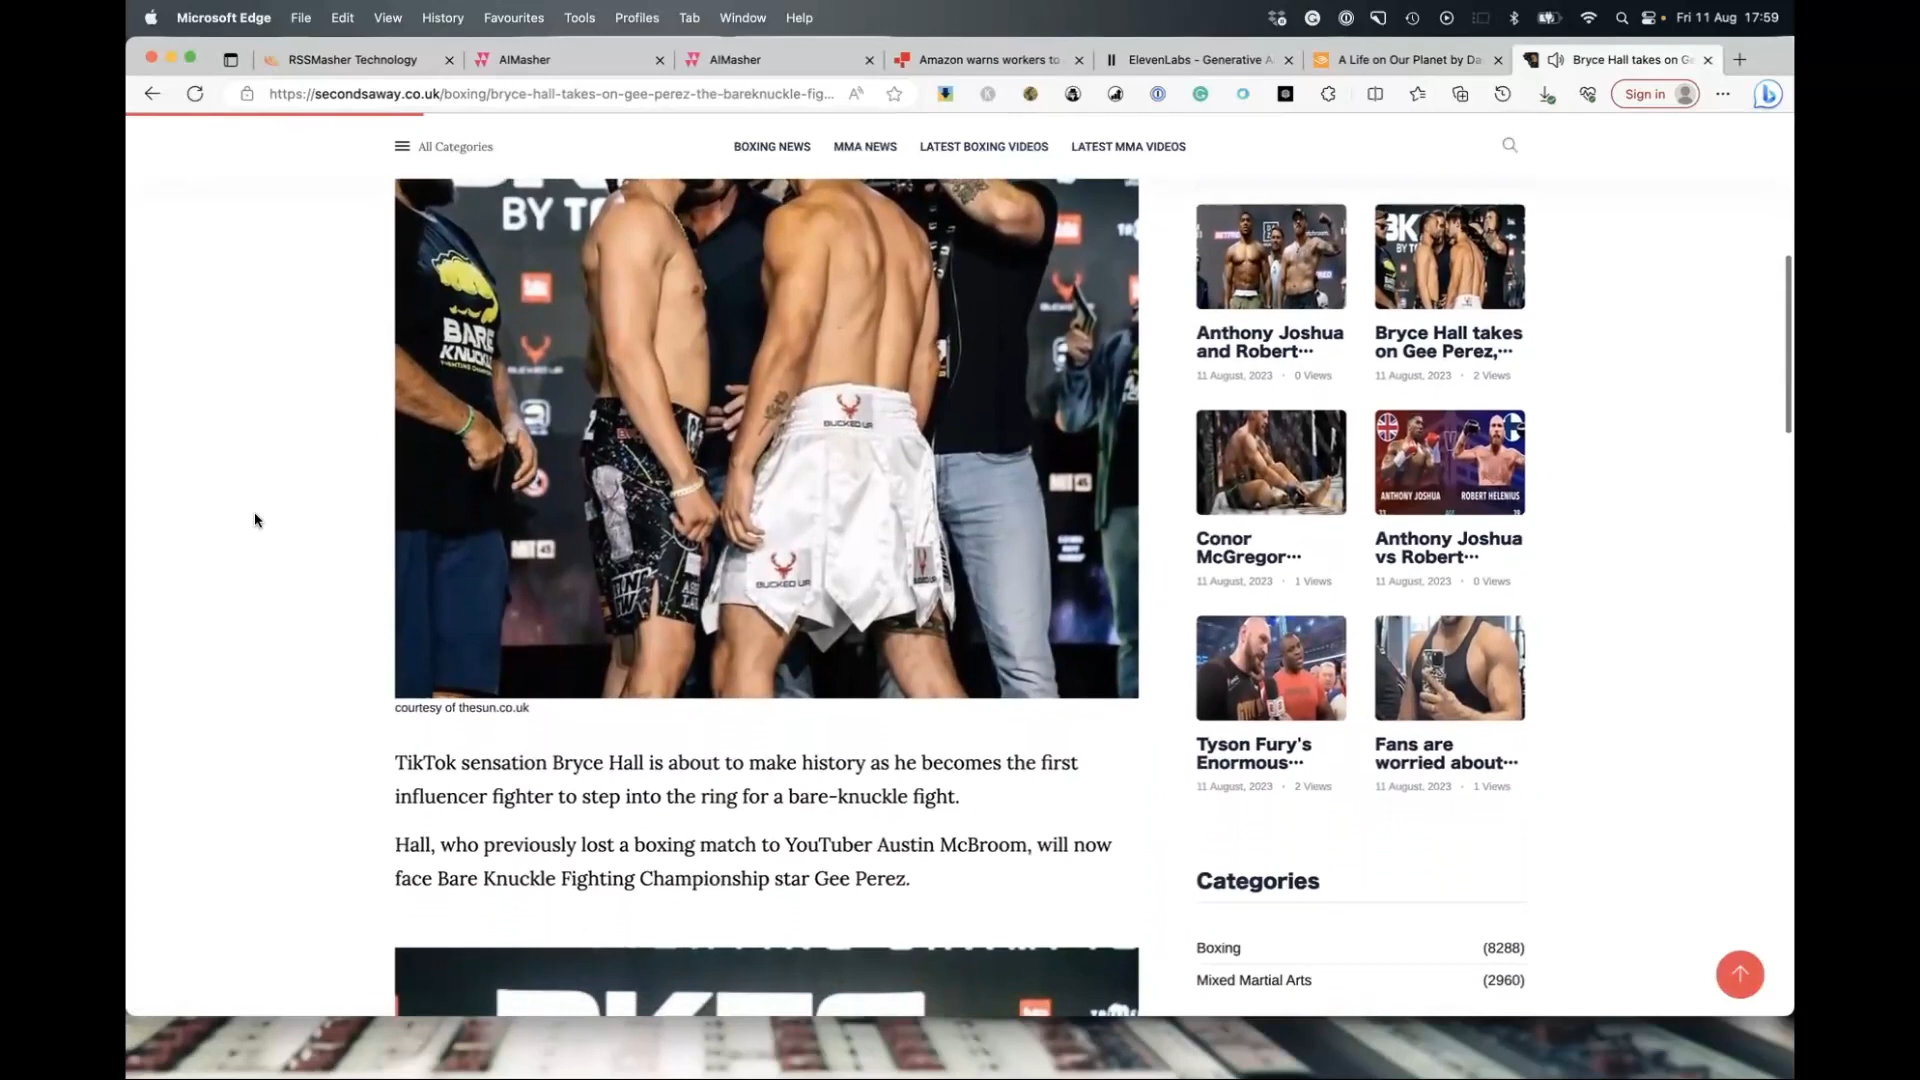 Microsoft Edge File Edit View History Favourites Tools Profiles Tab Window Help
Fri 11 Aug 17:59
RSSMasher Technology
AIMasher
AIMasher
Amazon warns workers to
ElevenLabs - Generative A
A Life on Our Planet by Da
Bryce Hall takes on Ge
https://secondsaway.co.uk/boxing/bryce-hall-takes-on-gee-perez-the-bareknuckle-fig...
Sign in
All Categories
BOXING NEWS
MMA NEWS
LATEST BOXING VIDEOS
LATEST MMA VIDEOS
BY
BARE
KNUCKLE
BUCKED UP
BUCKED UP
courtesy of thesun.co.uk
TikTok sensation Bryce Hall is about to make history as he becomes the first
influencer fighter to step into the ring for a bare-knuckle fight.
Hall, who previously lost a boxing match to YouTuber Austin McBroom, will now
face Bare Knuckle Fighting Championship star Gee Perez.
Anthony Joshua
and Robert...
11 August, 2023 · 0 Views
Bryce Hall takes
on Gee Perez,...
11 August, 2023 · 2 Views
Conor
McGregor...
11 August, 2023 · 1 Views
ANTHONY JOSHUA
ROBERT HELENIUS
Anthony Joshua
vs Robert...
11 August, 2023 · 0 Views
Tyson Fury's
Enormous...
11 August, 2023 · 2 Views
Fans are
worried about...
11 August, 2023 · 1 Views
Categories
Boxing (8288)
Mixed Martial Arts (2960)